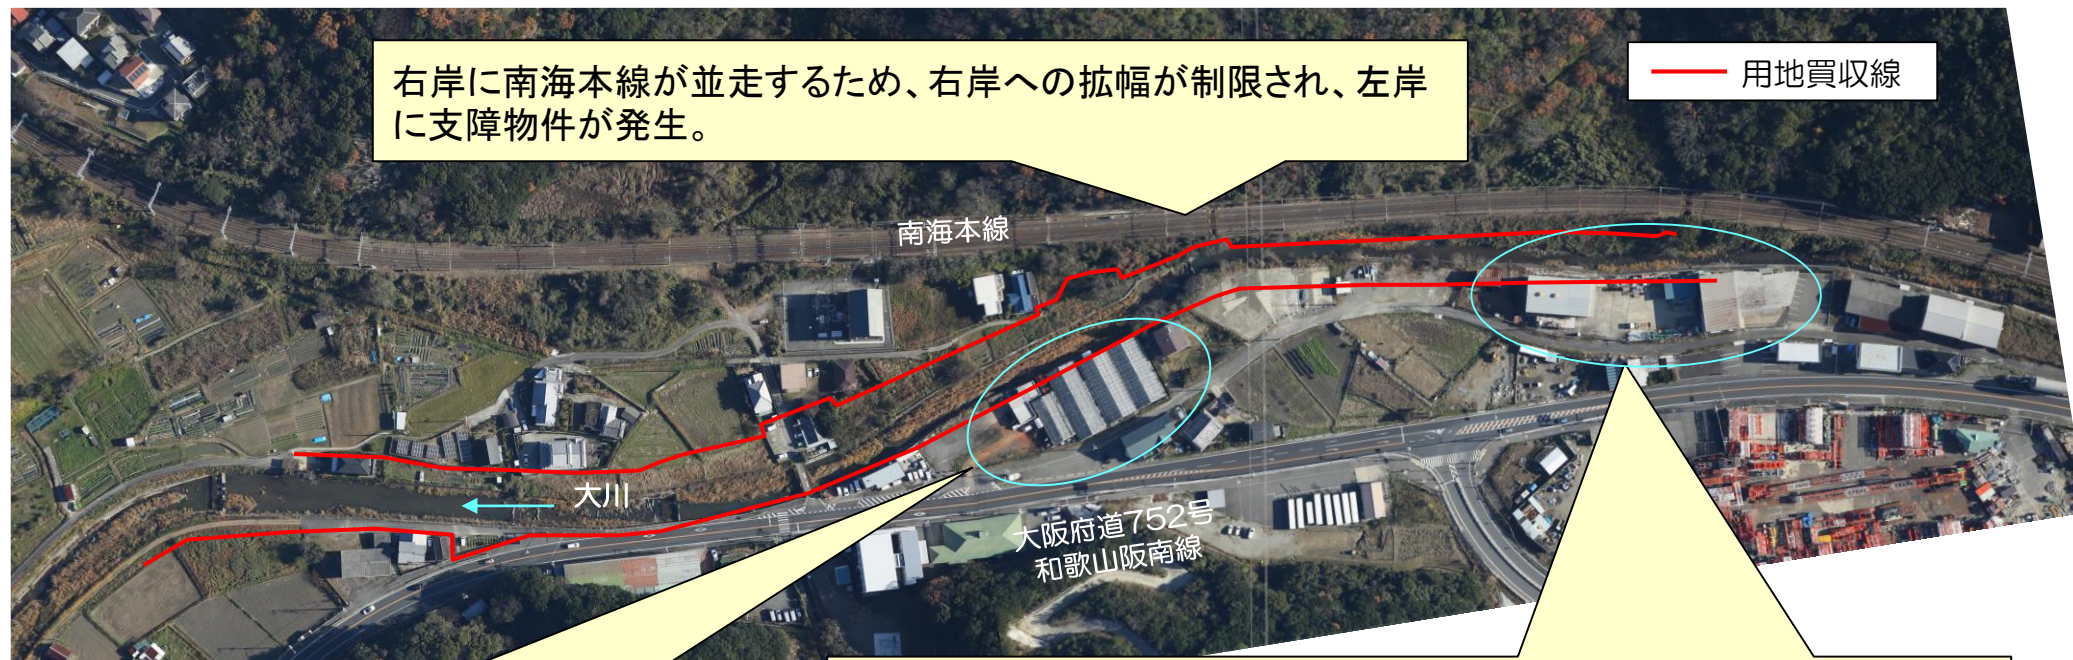 右岸に南海本線が並走するため、右岸への拡幅が制限され、左岸
に支障物件が発生。
用地買収線
南海本線
大川
大阪府道752号
和歌山阪南線